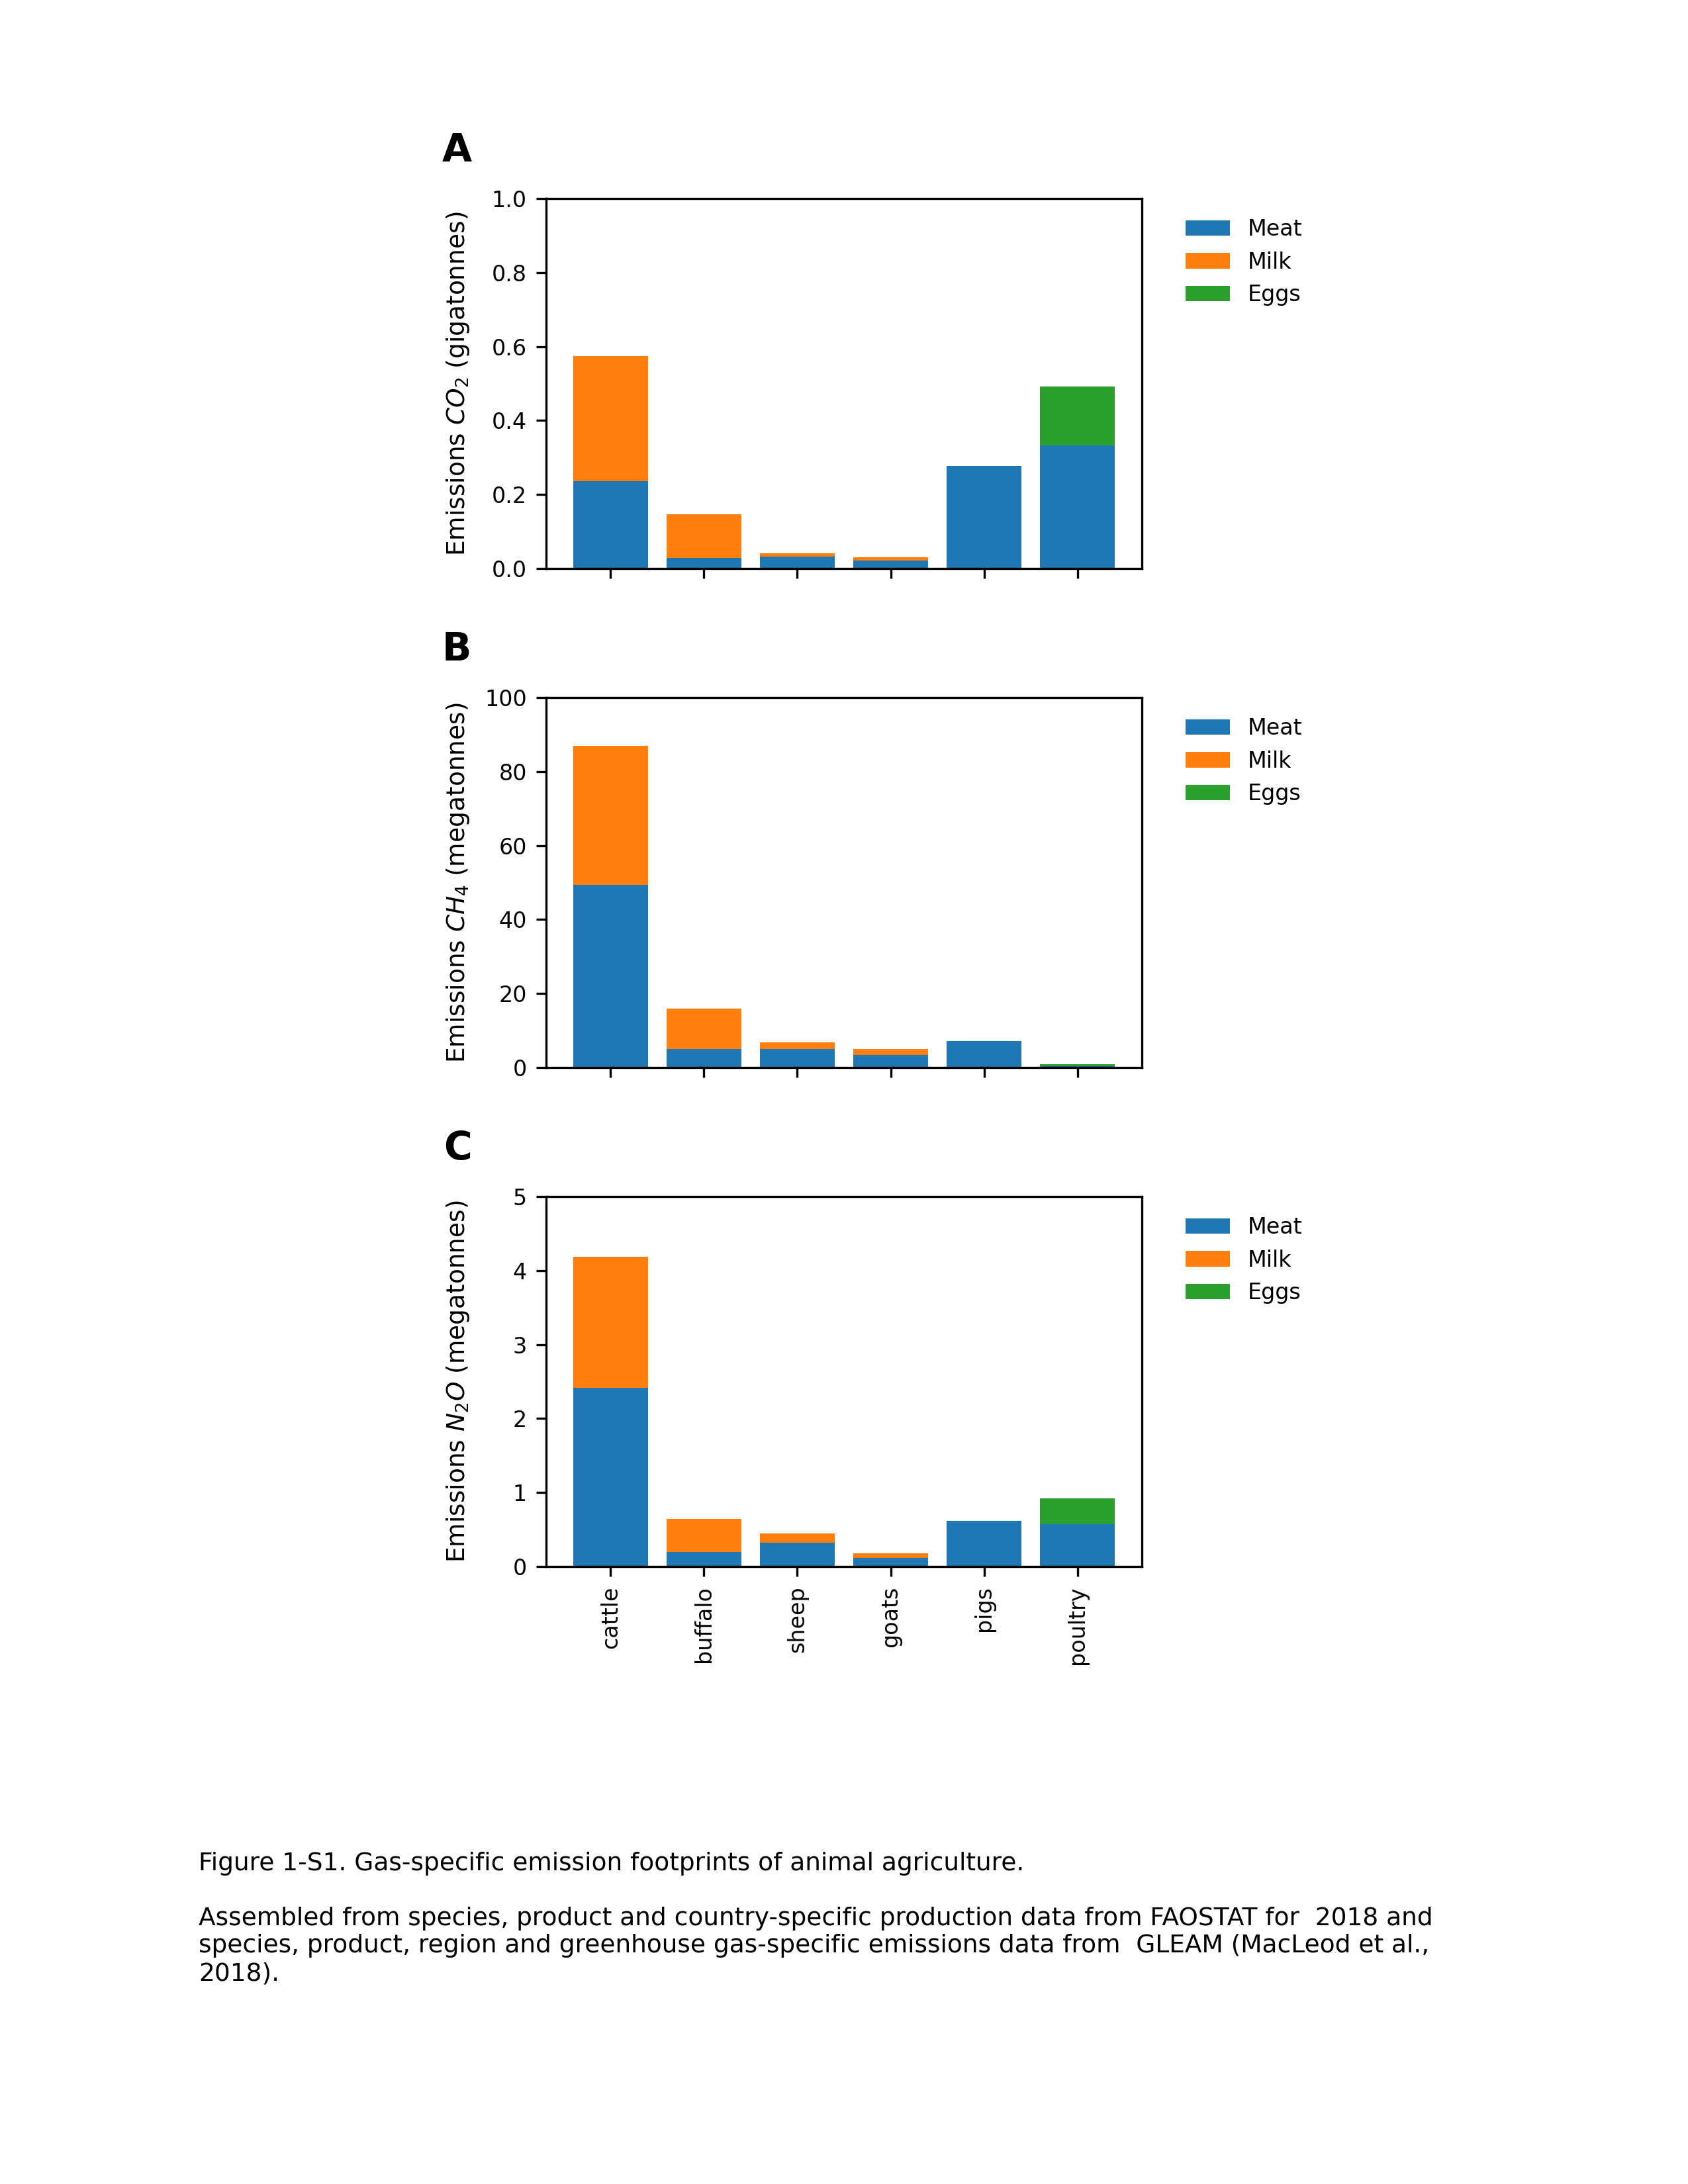 A
Emissions CO₂ (gigatonnes)
1.0
0.8
0.6
0.4
0.2
0.0
Meat
Milk
Eggs
B
Emissions CH₄ (megatonnes)
100
80
60
40
20
0
Meat
Milk
Eggs
C
Emissions N₂O (megatonnes)
5
4
3
2
1
0
Meat
Milk
Eggs
cattle
buffalo
sheep
goats
pigs
poultry
Figure 1-S1. Gas-specific emission footprints of animal agriculture.
Assembled from species, product and country-specific production data from FAOSTAT for  2018 and
species, product, region and greenhouse gas-specific emissions data from  GLEAM (MacLeod et al.,
2018).